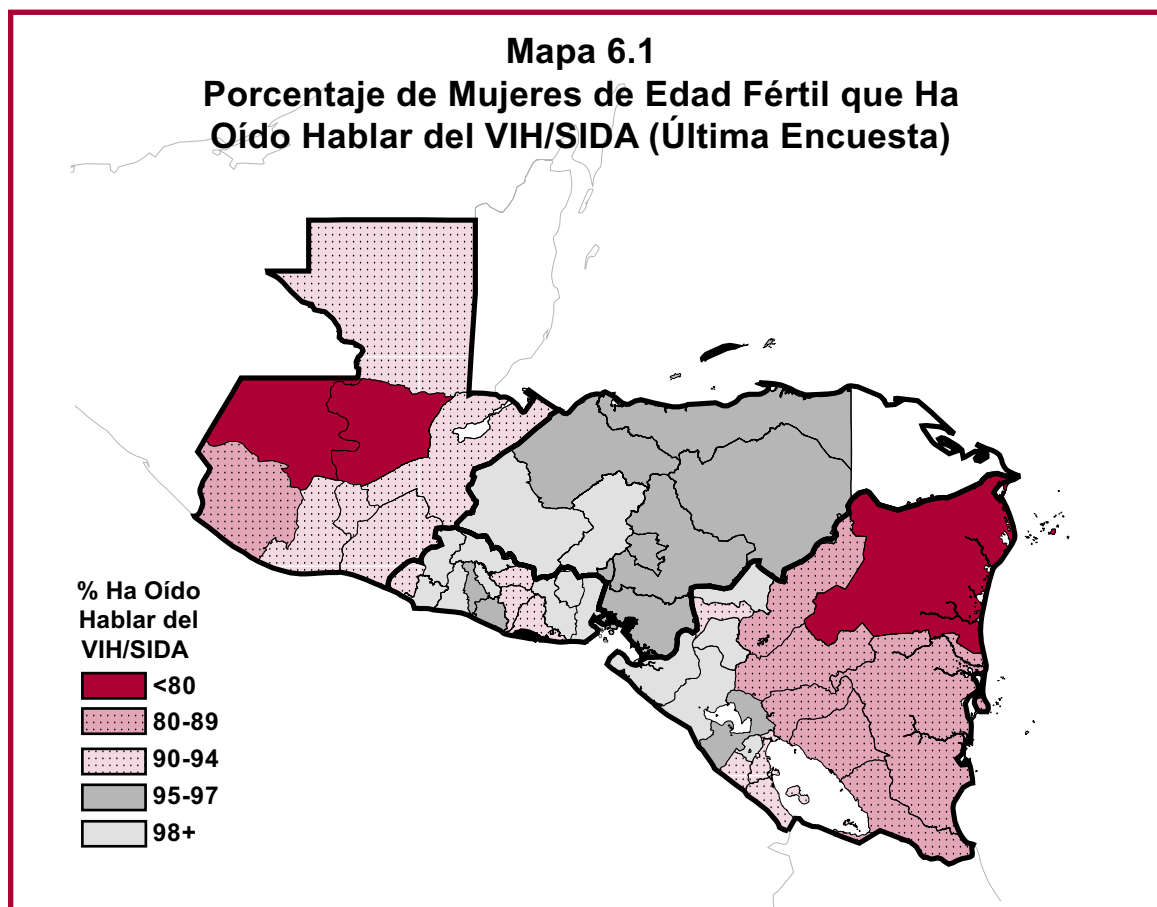 Mapa 6.1
Porcentaje de Mujeres de Edad Fértil que Ha
Oído Hablar del VIH/SIDA (Última Encuesta)
% Ha Oído
Hablar del
VIH/SIDA
<80
80-89
90-94
95-97
98+